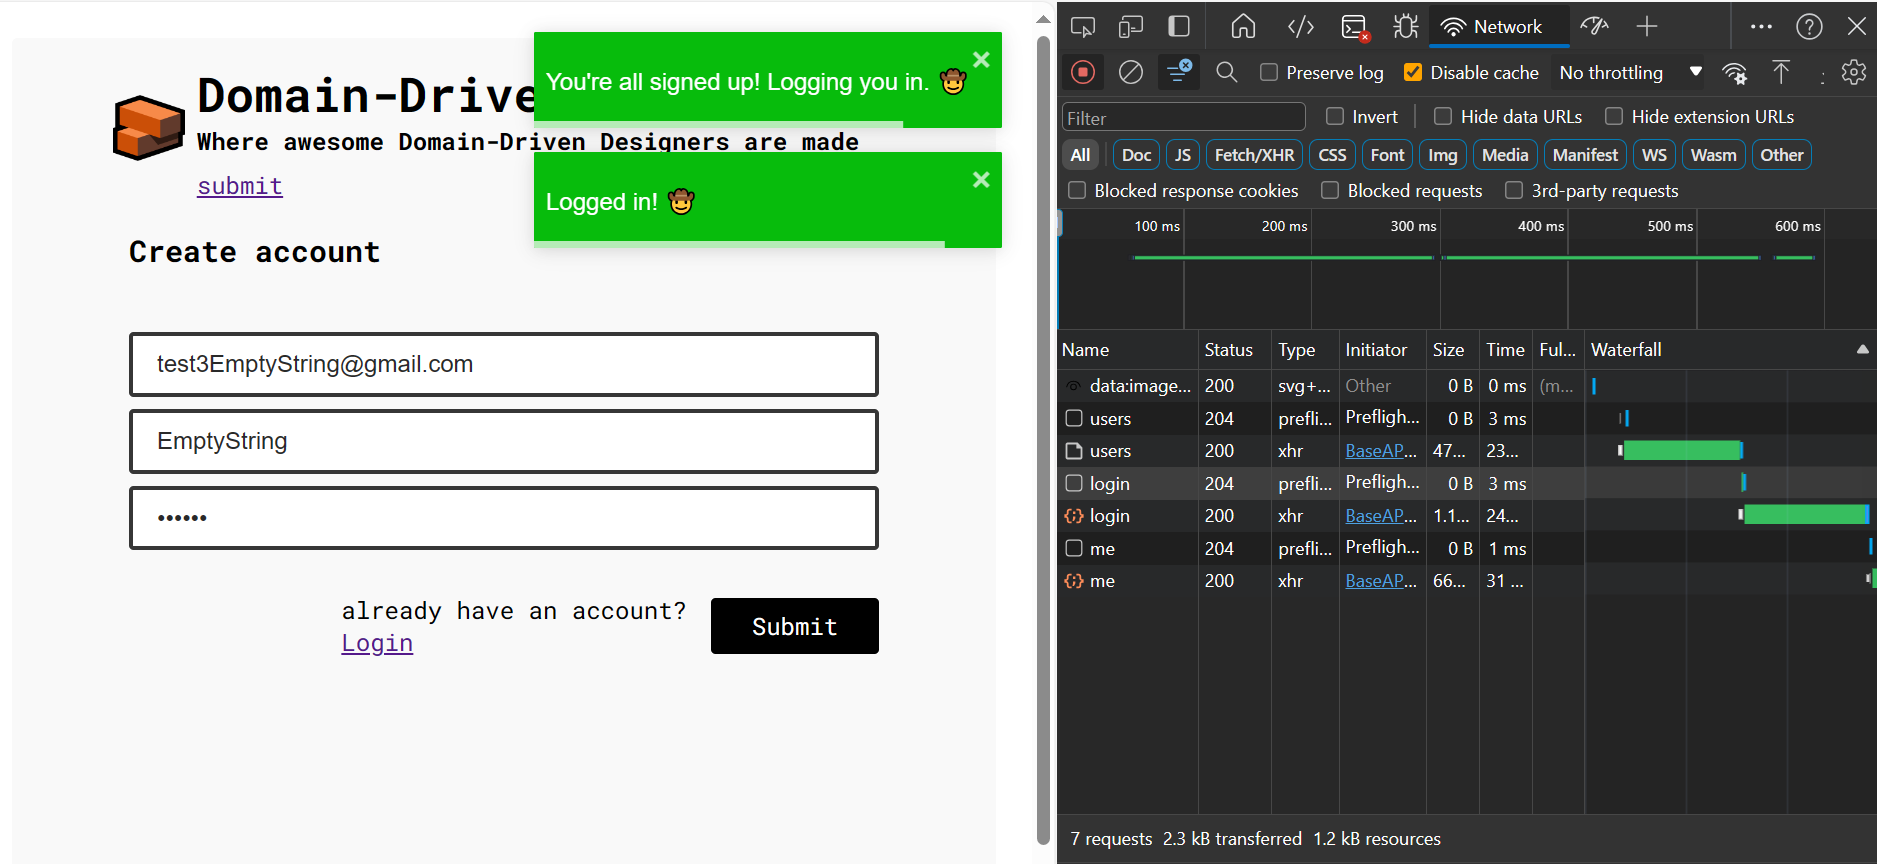 Domain-Drive
Where awesome Domain-Driven Designers are made
submit
You're all signed up! Logging you in. 🤠
×
Logged in! 🤠
×
Create account
test3EmptyString@gmail.com
EmptyString
••••••
already have an account?
Login
Submit
Network
Preserve log
Disable cache
No throttling
Filter
Invert
Hide data URLs
Hide extension URLs
All Doc JS Fetch/XHR CSS Font Img Media Manifest WS Wasm Other
Blocked response cookies
Blocked requests
3rd-party requests
100 ms 200 ms 300 ms 400 ms 500 ms 600 ms
Name Status Type Initiator Size Time Ful... Waterfall
data:image... 200 svg+... Other 0 B 0 ms (m...
users 204 prefli... Prefligh... 0 B 3 ms
users 200 xhr BaseAP... 47... 23...
login 204 prefli... Prefligh... 0 B 3 ms
login 200 xhr BaseAP... 1.1... 24...
me 204 prefli... Prefligh... 0 B 1 ms
me 200 xhr BaseAP... 66... 31 ...
7 requests 2.3 kB transferred 1.2 kB resources